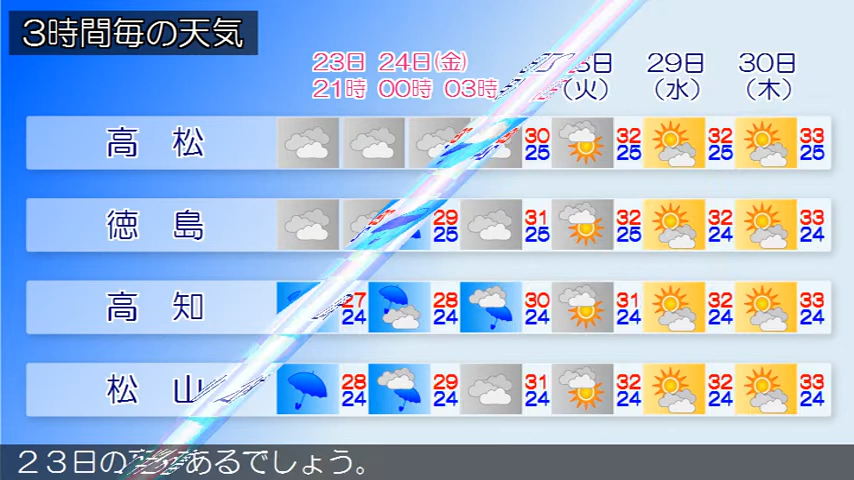 3時間毎の天気
23日 24日(金) 日 29日 30日
21時 00時 03時 (火) (水) (木)
高 松 30 25 32 25 32 25 33 25
徳 島 29 25 31 25 32 25 32 24 33 24
高 知 27 24 28 24 30 24 31 24 32 24 33 24
松 山 28 24 29 24 31 24 32 24 32 24 33 24
23日の あるでしょう。